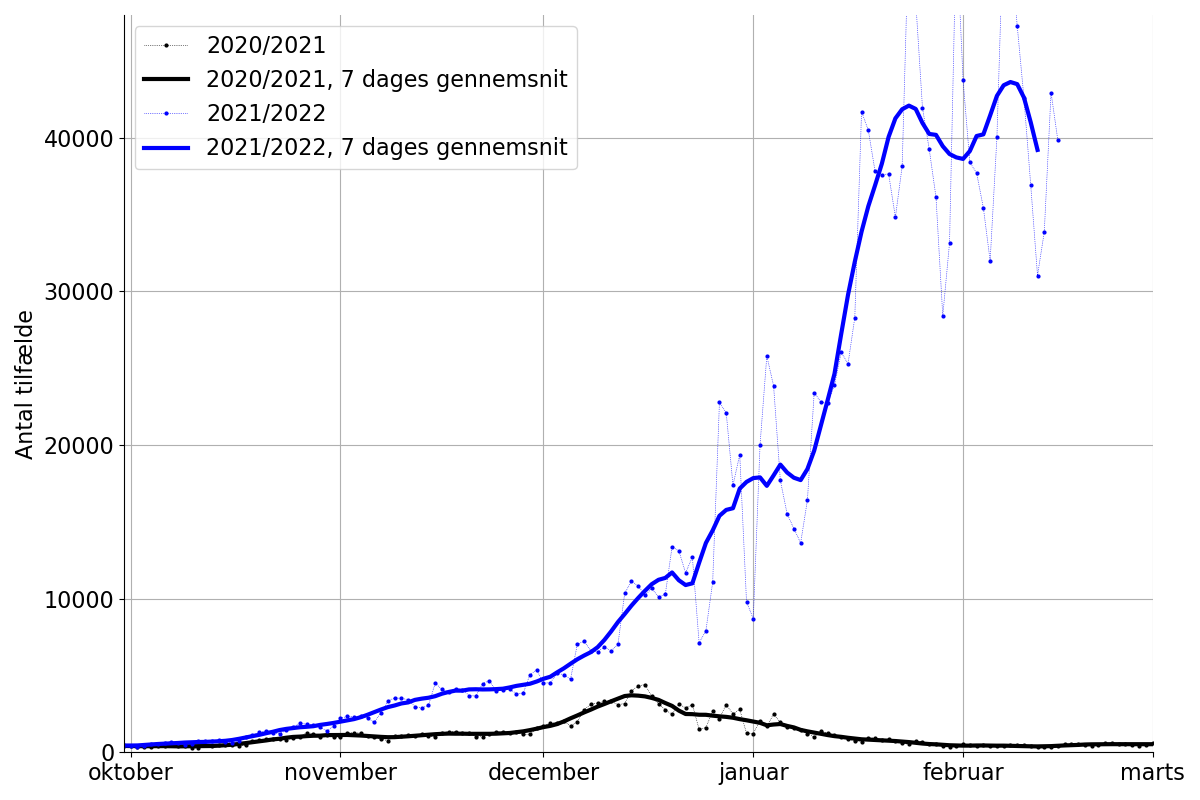 2020/2021
2020/2021, 7 dages gennemsnit
2021/2022
2021/2022, 7 dages gennemsnit
Antal tilfælde
40000
30000
20000
10000
0
oktober november december januar februar marts